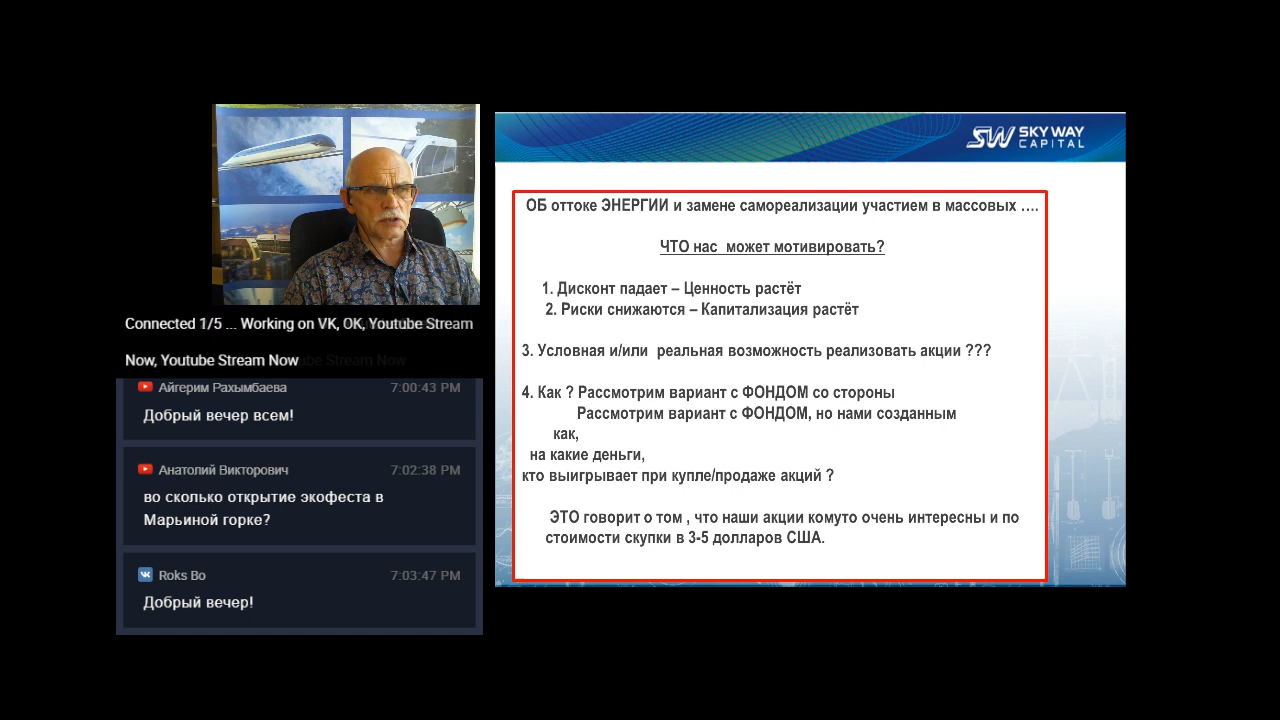 SW SKY WAY
CAPITAL
ОБ оттоке ЭНЕРГИИ и замене самореализации участием в массовых ....
ЧТО нас может мотивировать?
1. Дисконт падает – Ценность растёт
2. Риски снижаются – Капитализация растёт
3. Условная и/или реальная возможность реализовать акции ???
4. Как ? Рассмотрим вариант с ФОНДОМ со стороны
Рассмотрим вариант с ФОНДОМ, но нами созданным
как,
на какие деньги,
кто выигрывает при купле/продаже акций ?
ЭТО говорит о том , что наши акции комуто очень интересны и по
стоимости скупки в 3-5 долларов США.
Connected 1/5 ... Working on VK, OK, Youtube Stream
Now, Youtube Stream Now
Айгерим Рахымбаева 7:00:43 PM
Добрый вечер всем!
Анатолий Викторович 7:02:38 PM
во сколько открытие экофеста в
Марьиной горке?
Roks Bo 7:03:47 PM
Добрый вечер!